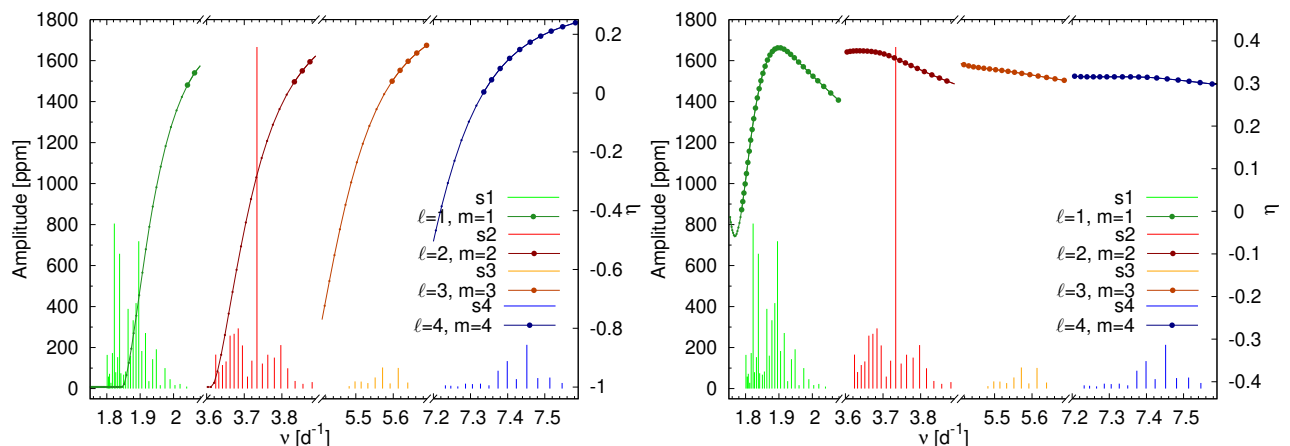 1800
1600
1400
1200
1000
800
600
400
200
0
Amplitude [ppm]
1.8 1.9 2 3.6 3.8 5.5 5.6 7.2 7.4 7.5
ν [d⁻¹]
0.2
0
-0.2
-0.4
-0.6
-0.8
-1
η
s1
ℓ=1, m=1
s2
ℓ=2, m=2
s3
ℓ=3, m=3
s4
ℓ=4, m=4
1800
1600
1400
1200
1000
800
600
400
200
0
Amplitude [ppm]
1.8 1.9 2 3.6 3.7 3.8 5.5 5.6 7.2 7.4 7.5
ν [d⁻¹]
0.4
0.3
0.2
0.1
0
-0.1
-0.2
-0.3
-0.4
η
s1
ℓ=1, m=1
s2
ℓ=2, m=2
s3
ℓ=3, m=3
s4
ℓ=4, m=4